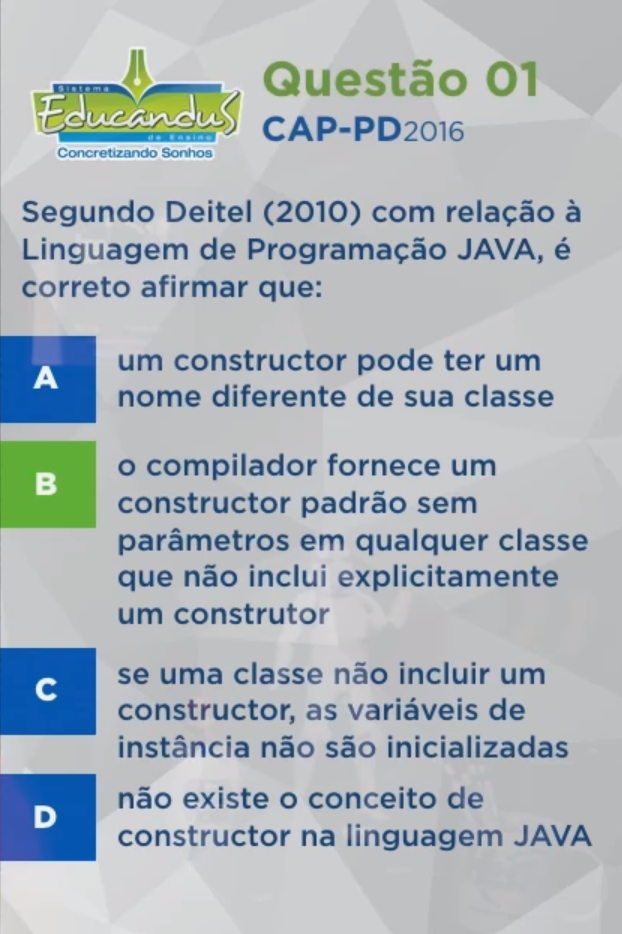 Sistema
Educandus
de Ensino
Concretizando Sonhos
Questão 01
CAP-PD2016
Segundo Deitel (2010) com relação à
Linguagem de Programação JAVA, é
correto afirmar que:
A
um constructor pode ter um
nome diferente de sua classe
B
o compilador fornece um
constructor padrão sem
parâmetros em qualquer classe
que não inclui explicitamente
um construtor
C
se uma classe não incluir um
constructor, as variáveis de
instância não são inicializadas
D
não existe o conceito de
constructor na linguagem JAVA